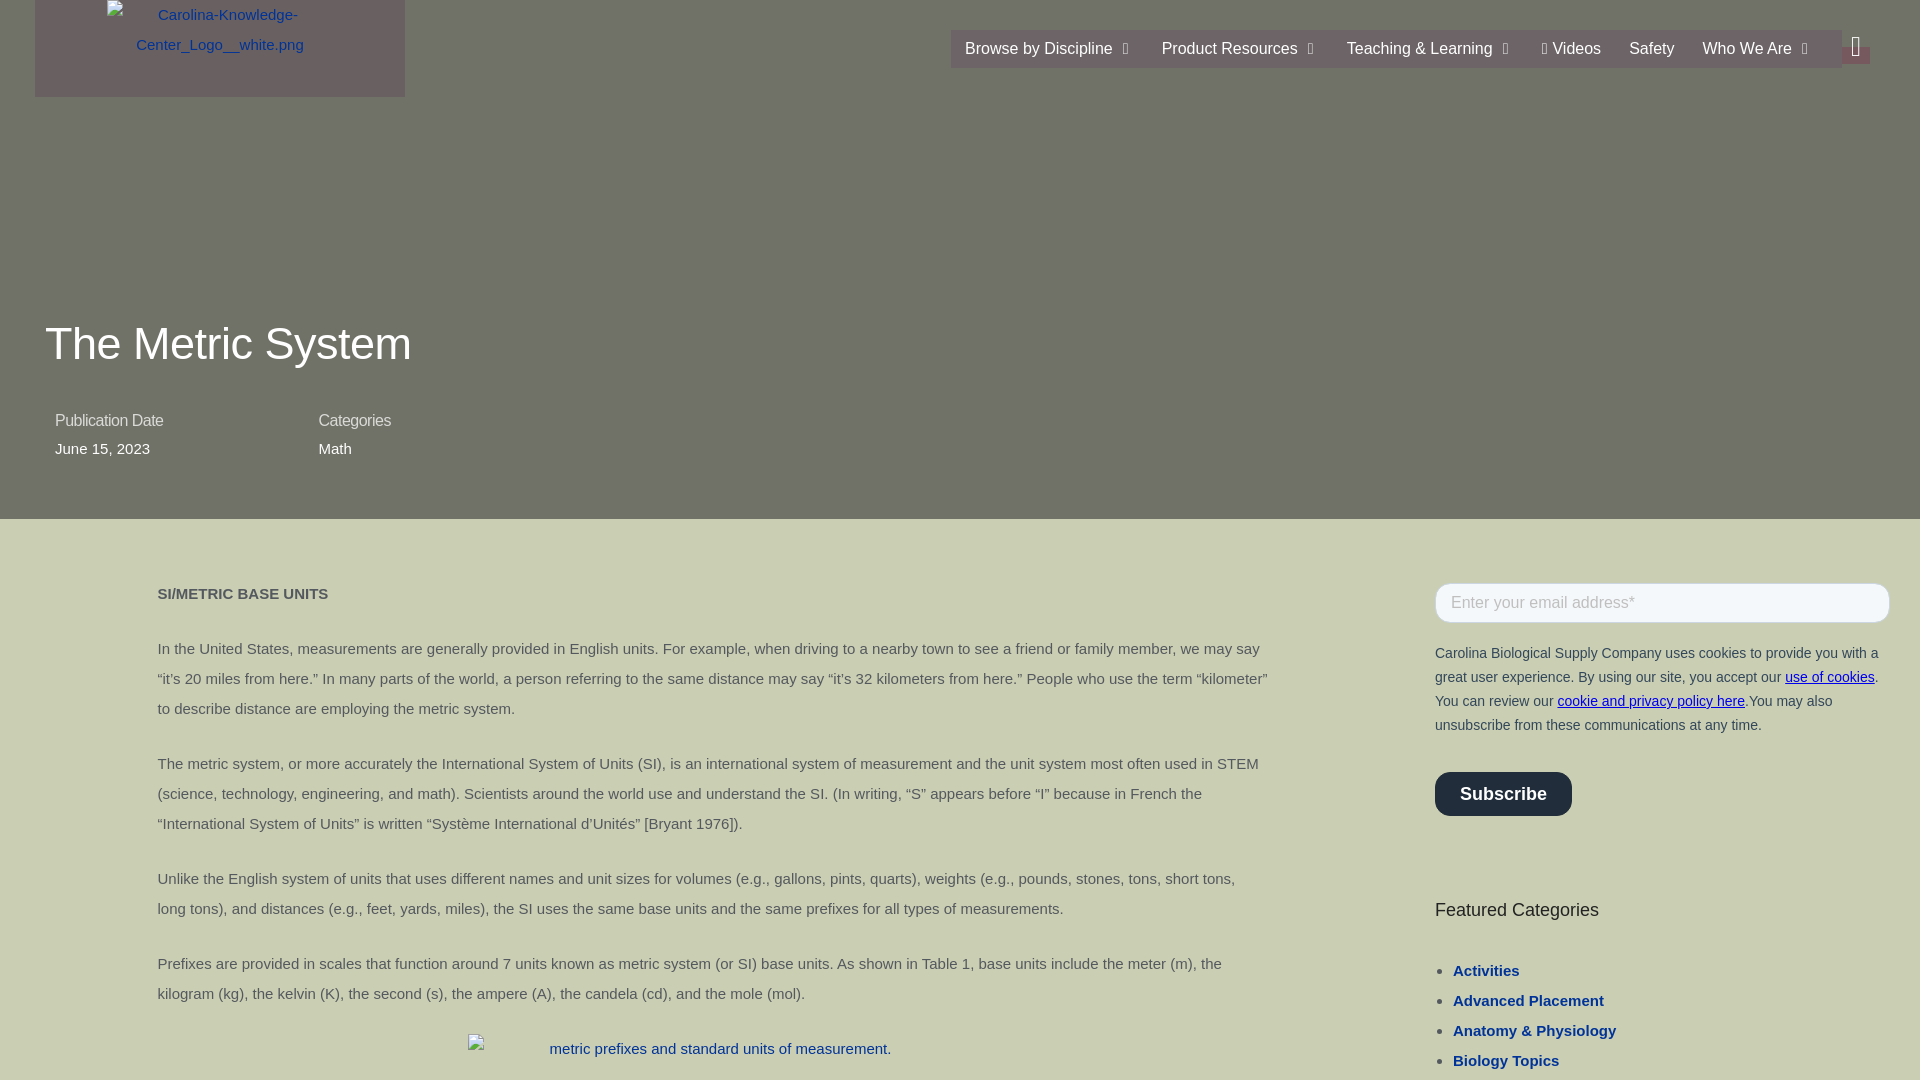 Carolina-Knowledge-
Center_Logo__white.png
Browse by Discipline
Product Resources
Teaching & Learning
Videos
Safety
Who We Are
The Metric System
Publication Date
June 15, 2023
Categories
Math
SI/METRIC BASE UNITS
In the United States, measurements are generally provided in English units. For example, when driving to a nearby town to see a friend or family member, we may say
“it’s 20 miles from here.” In many parts of the world, a person referring to the same distance may say “it’s 32 kilometers from here.” People who use the term “kilometer”
to describe distance are employing the metric system.
The metric system, or more accurately the International System of Units (SI), is an international system of measurement and the unit system most often used in STEM
(science, technology, engineering, and math). Scientists around the world use and understand the SI. (In writing, “S” appears before “I” because in French the
“International System of Units” is written “Système International d’Unités” [Bryant 1976]).
Unlike the English system of units that uses different names and unit sizes for volumes (e.g., gallons, pints, quarts), weights (e.g., pounds, stones, tons, short tons,
long tons), and distances (e.g., feet, yards, miles), the SI uses the same base units and the same prefixes for all types of measurements.
Prefixes are provided in scales that function around 7 units known as metric system (or SI) base units. As shown in Table 1, base units include the meter (m), the
kilogram (kg), the kelvin (K), the second (s), the ampere (A), the candela (cd), and the mole (mol).
metric prefixes and standard units of measurement.
Enter your email address*
Carolina Biological Supply Company uses cookies to provide you with a
great user experience. By using our site, you accept our use of cookies.
You can review our cookie and privacy policy here.You may also
unsubscribe from these communications at any time.
Subscribe
Featured Categories
Activities
Advanced Placement
Anatomy & Physiology
Biology Topics